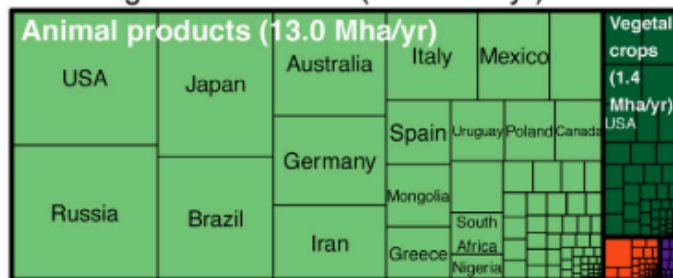 Animal products (13.0 Mha/yr)
USA
Japan
Australia
Italy
Mexico
Russia
Brazil
Germany
Iran
Spain
Uruguay
Poland
Canada
Mongolia
Greece
South
Africa
Nigeria
Vegetal
crops
(1.4
Mha/yr)
USA